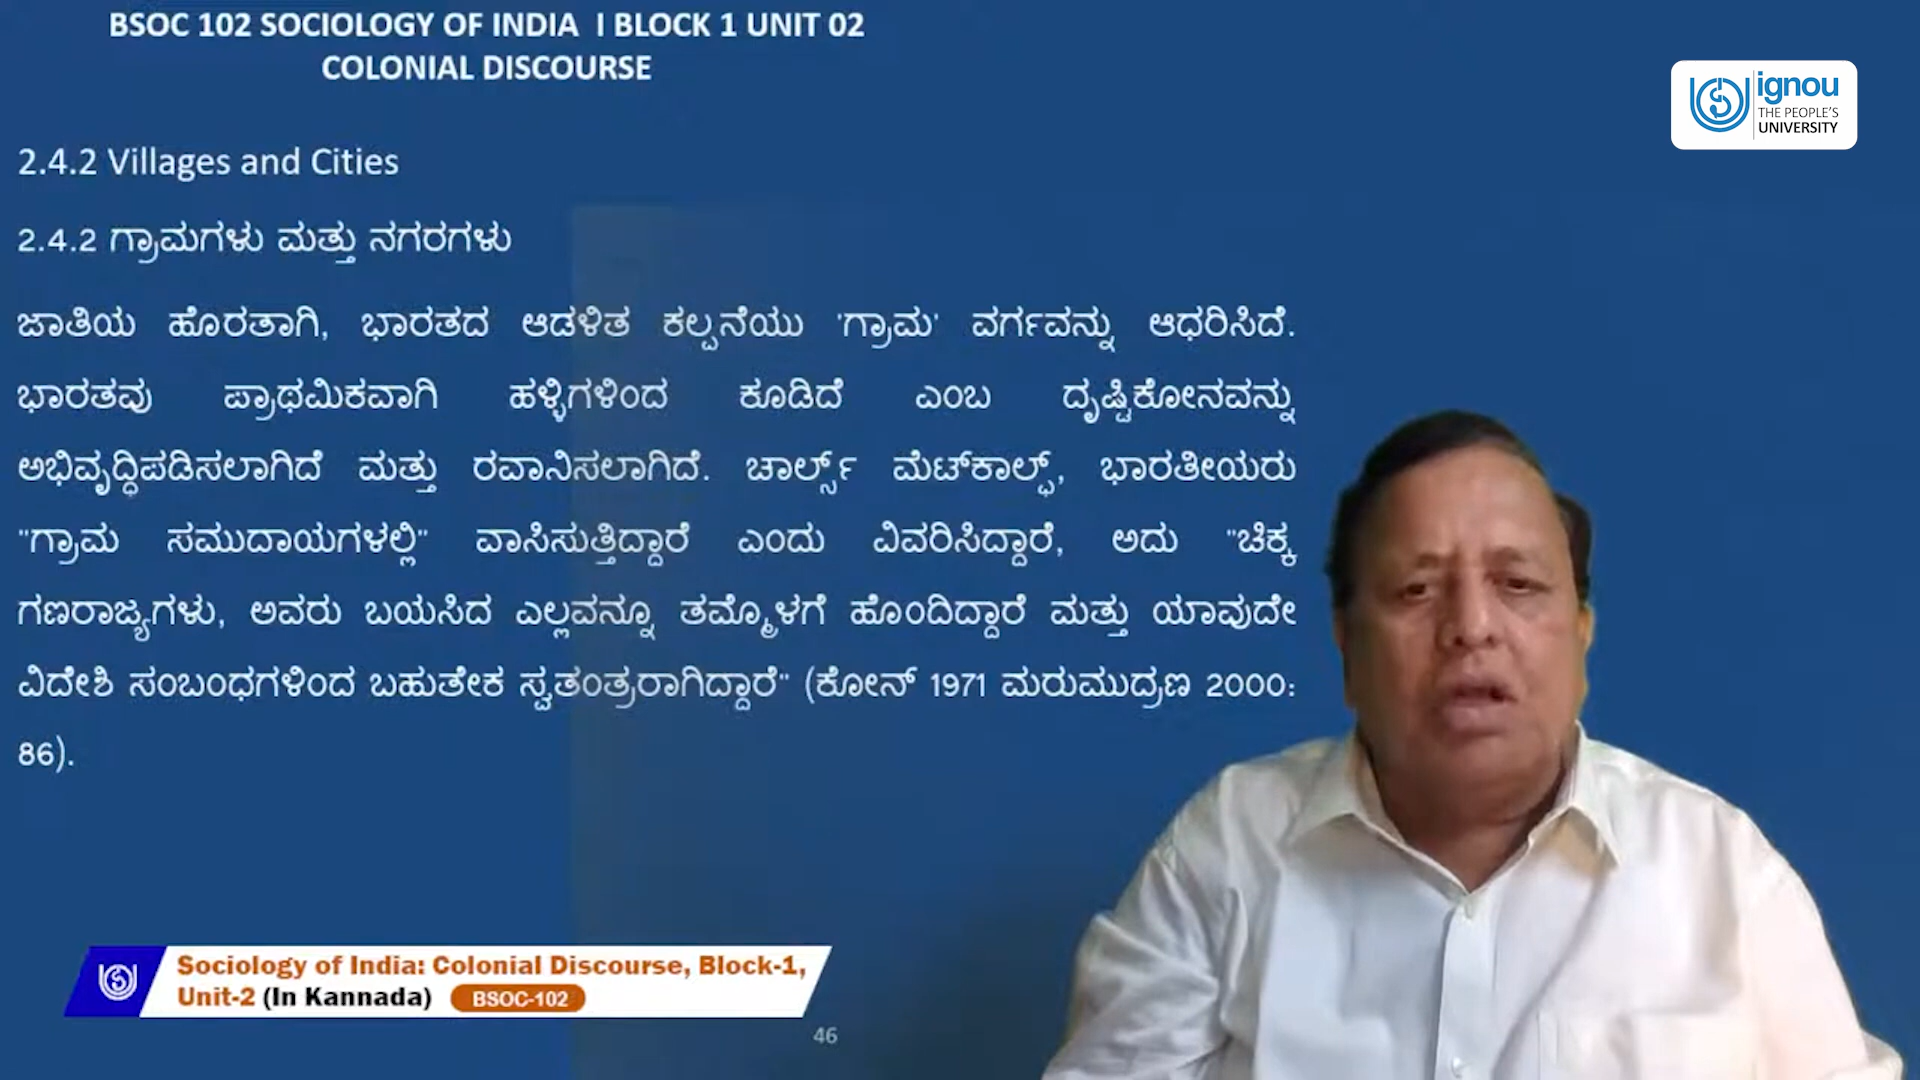 BSOC 102 SOCIOLOGY OF INDIA I BLOCK 1 UNIT 02
COLONIAL DISCOURSE
ignou
THE PEOPLE'S
UNIVERSITY
2.4.2 Villages and Cities
2.4.2 ಗ್ರಾಮಗಳು ಮತ್ತು ನಗರಗಳು
ಜಾತಿಯ ಹೊರತಾಗಿ, ಭಾರತದ ಆಡಳಿತ ಕಲ್ಪನೆಯು 'ಗ್ರಾಮ' ವರ್ಗವನ್ನು ಆಧರಿಸಿದೆ.
ಭಾರತವು ಪ್ರಾಥಮಿಕವಾಗಿ ಹಳ್ಳಿಗಳಿಂದ ಕೂಡಿದೆ ಎಂಬ ದೃಷ್ಟಿಕೋನವನ್ನು
ಅಭಿವೃದ್ಧಿಪಡಿಸಲಾಗಿದೆ ಮತ್ತು ರವಾನಿಸಲಾಗಿದೆ. ಚಾರ್ಲ್ಸ್ ಮೆಟ್‌ಕಾಲ್ಫ್, ಭಾರತೀಯರು
"ಗ್ರಾಮ ಸಮುದಾಯಗಳಲ್ಲಿ" ವಾಸಿಸುತ್ತಿದ್ದಾರೆ ಎಂದು ವಿವರಿಸಿದ್ದಾರೆ, ಅದು "ಚಿಕ್ಕ
ಗಣರಾಜ್ಯಗಳು, ಅವರು ಬಯಸಿದ ಎಲ್ಲವನ್ನೂ ತಮ್ಮೊಳಗೆ ಹೊಂದಿದ್ದಾರೆ ಮತ್ತು ಯಾವುದೇ
ವಿದೇಶಿ ಸಂಬಂಧಗಳಿಂದ ಬಹುತೇಕ ಸ್ವತಂತ್ರರಾಗಿದ್ದಾರೆ" (ಕೋನ್ 1971 ಮರುಮುದ್ರಣ 2000:
86).
Sociology of India: Colonial Discourse, Block-1,
Unit-2 (In Kannada) BSOC-102
46